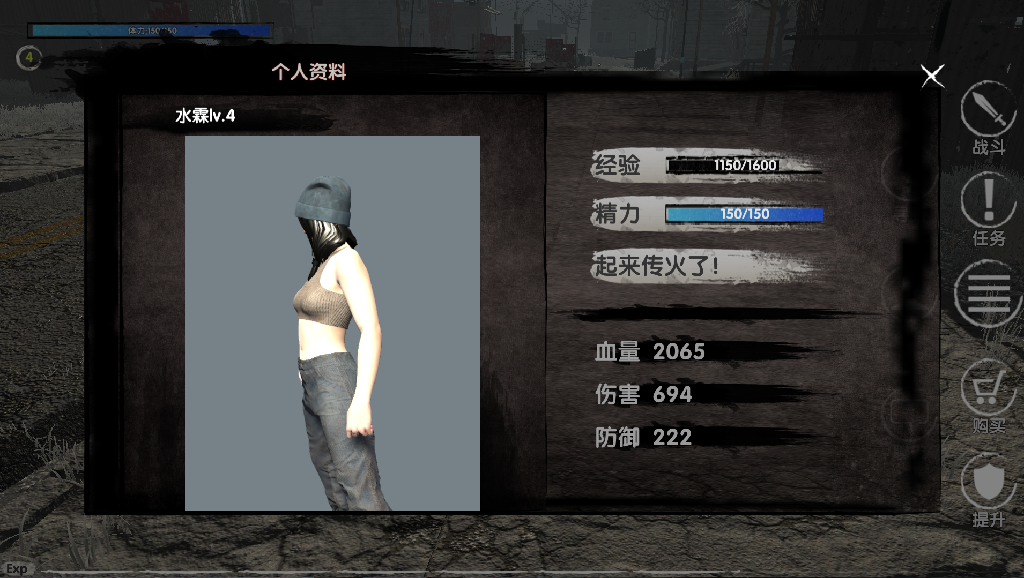 体力:150/150
4
个人资料
水霖lv.4
经验 1150/1600
精力 150/150
起来传火了!
血量 2065
伤害 694
防御 222
战斗
任务
购买
提升
Exp